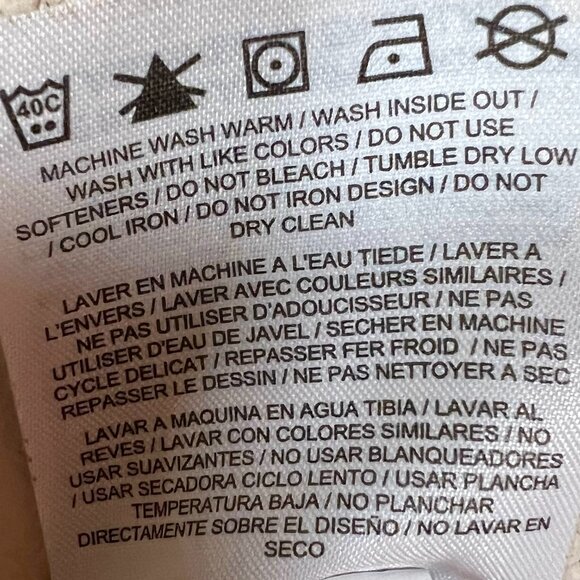 40C
MACHINE WASH WARM / WASH INSIDE OUT /
WASH WITH LIKE COLORS / DO NOT USE
SOFTENERS / DO NOT BLEACH / TUMBLE DRY LOW
/ COOL IRON / DO NOT IRON DESIGN / DO NOT
DRY CLEAN
LAVER EN MACHINE A L'EAU TIEDE / LAVER A
L'ENVERS / LAVER AVEC COULEURS SIMILAIRES /
NE PAS UTILISER D'ADOUCISSEUR / NE PAS
UTILISER D'EAU DE JAVEL / SECHER EN MACHINE
CYCLE DELICAT / REPASSER FER FROID / NE PAS
REPASSER LE DESSIN / NE PAS NETTOYER A SEC
LAVAR A MAQUINA EN AGUA TIBIA / LAVAR AL
REVES / LAVAR CON COLORES SIMILARES / NO
USAR SUAVIZANTES / NO USAR BLANQUEADORES
/ USAR SECADORA CICLO LENTO / USAR PLANCHA
TEMPERATURA BAJA / NO PLANCHAR
DIRECTAMENTE SOBRE EL DISEÑO / NO LAVAR EN
SECO